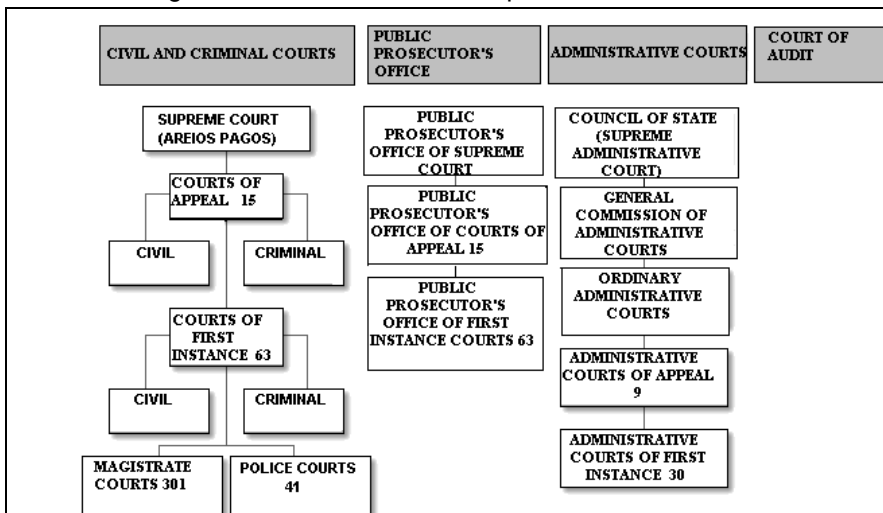 CIVIL AND CRIMINAL COURTS
PUBLIC
PROSECUTOR'S
OFFICE
ADMINISTRATIVE COURTS
COURT OF
AUDIT
SUPREME COURT
(AREIOS PAGOS)
COURTS OF
APPEAL 15
CIVIL
CRIMINAL
COURTS OF
FIRST
INSTANCE 63
CIVIL
CRIMINAL
MAGISTRATE
COURTS 301
POLICE COURTS
41
PUBLIC
PROSECUTOR'S
OFFICE OF SUPREME
COURT
PUBLIC
PROSECUTOR'S
OFFICE OF COURTS OF
APPEAL 15
PUBLIC
PROSECUTOR'S
OFFICE OF FIRST
INSTANCE COURTS 63
COUNCIL OF STATE
(SUPREME
ADMINISTRATIVE
COURT)
GENERAL
COMMISSION OF
ADMINISTRATIVE
COURTS
ORDINARY
ADMINISTRATIVE
COURTS
ADMINISTRATIVE
COURTS OF APPEAL
9
ADMINISTRATIVE
COURTS OF FIRST
INSTANCE 30